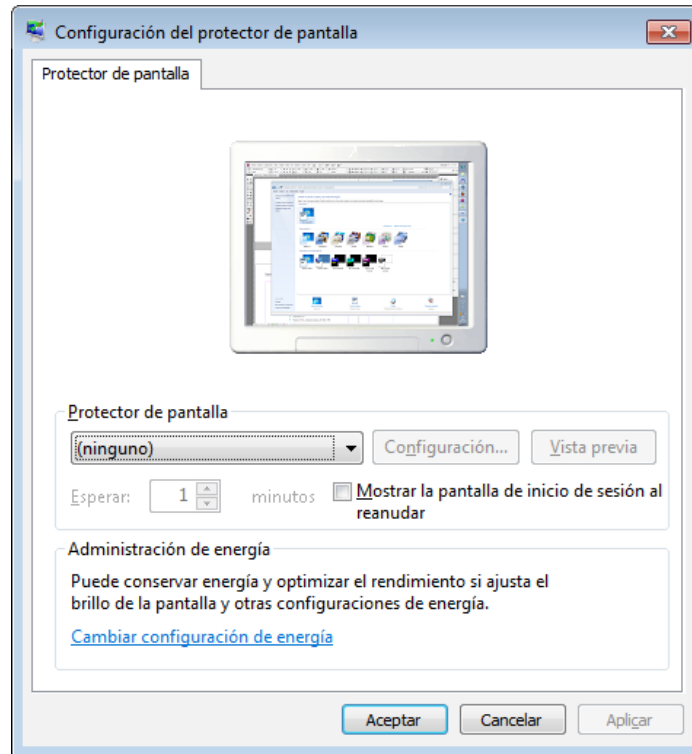 Configuración del protector de pantalla
Protector de pantalla
Protector de pantalla
(ninguno)
Configuración...
Vista previa
Esperar:
1
minutos
Mostrar la pantalla de inicio de sesión al
reanudar
Administración de energía
Puede conservar energía y optimizar el rendimiento si ajusta el
brillo de la pantalla y otras configuraciones de energía.
Cambiar configuración de energía
Aceptar
Cancelar
Aplicar